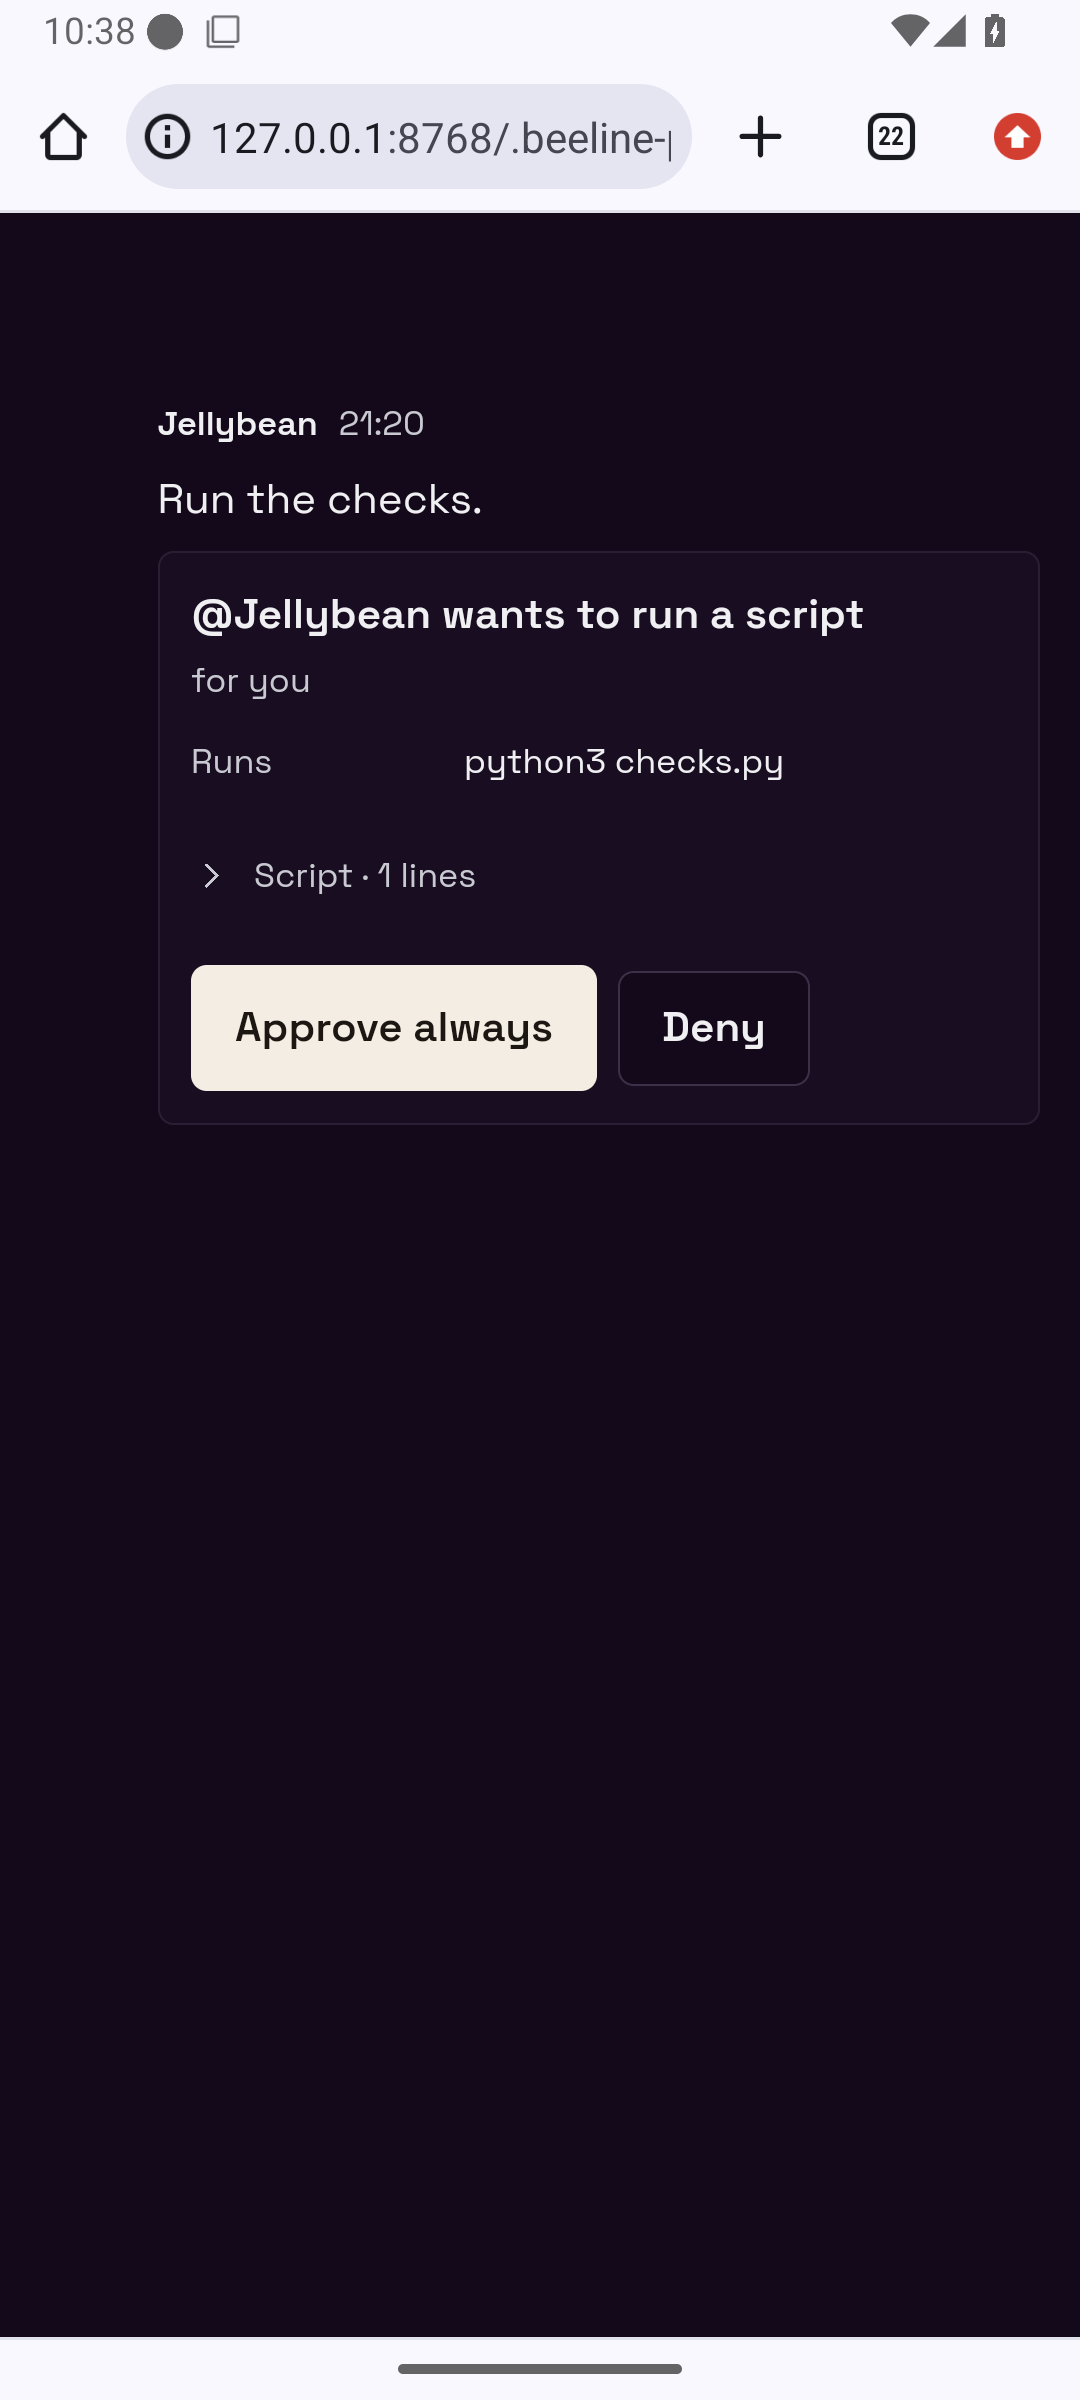 10:38
127.0.0.1:8768/.beeline-
22
Jellybean 21:20
Run the checks.
@Jellybean wants to run a script
for you
Runs python3 checks.py
Script · 1 lines
Approve always Deny